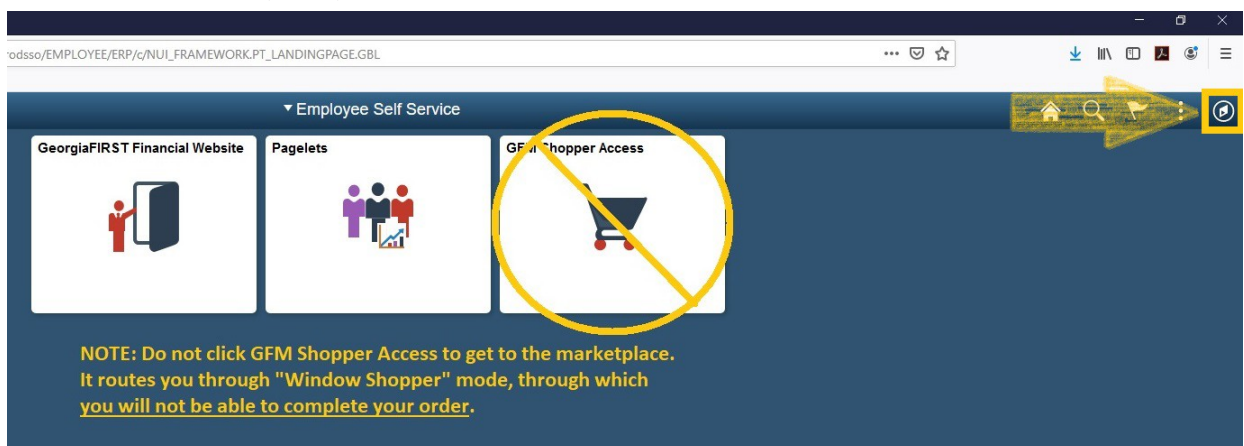 rodsso/EMPLOYEE/ERP/c/NUI_FRAMEWORK.PT_LANDINGPAGE.GBL
Employee Self Service
GeorgiaFIRST Financial Website
Pagelets
GFM Shopper Access
NOTE: Do not click GFM Shopper Access to get to the marketplace.
It routes you through "Window Shopper" mode, through which
you will not be able to complete your order.